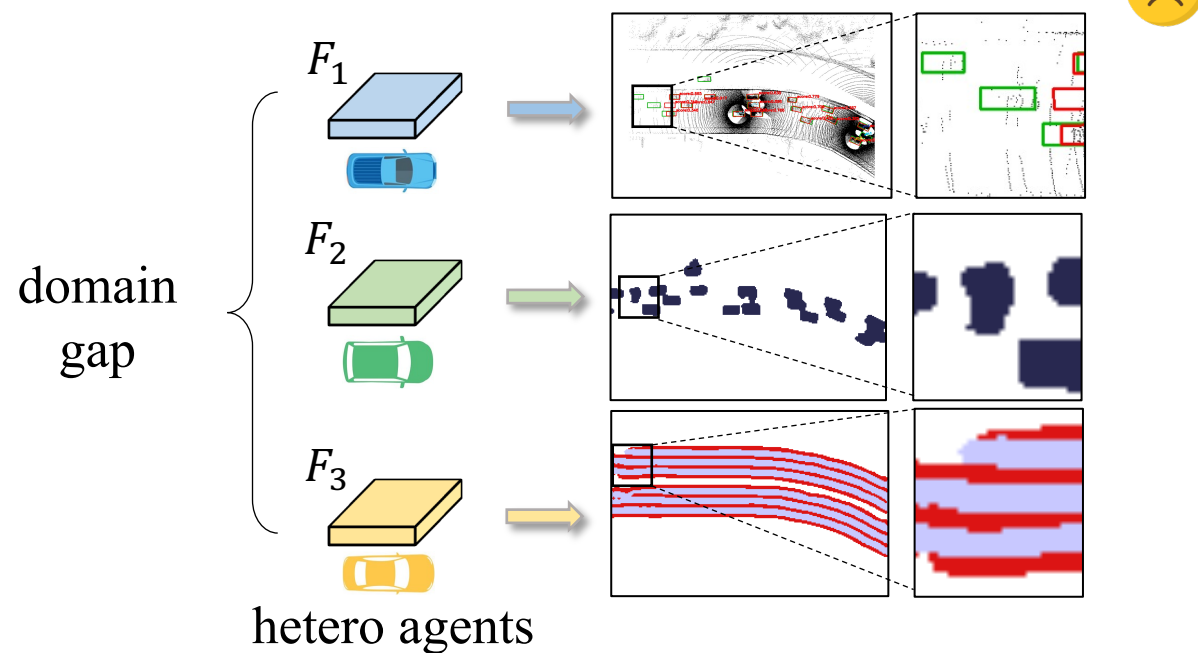 F₁
F₂
domain
gap
F₃
hetero agents